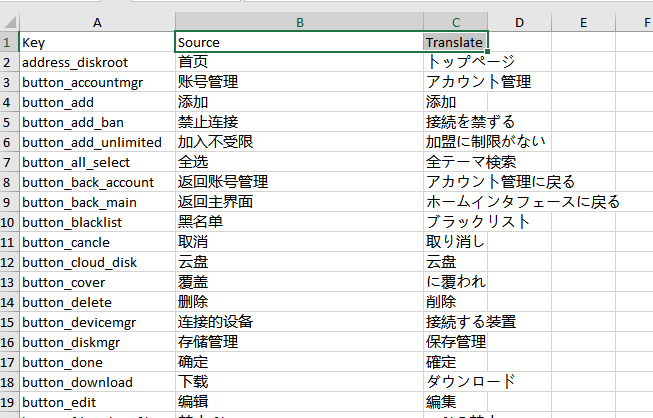 A B C D E F
1 Key Source Translate
2 address_diskroot 首页 トップページ
3 button_accountmgr 账号管理 アカウント管理
4 button_add 添加 添加
5 button_add_ban 禁止连接 接続を禁ずる
6 button_add_unlimited 加入不受限 加盟に制限がない
7 button_all_select 全选 全テーマ検索
8 button_back_account 返回账号管理 アカウント管理に戻る
9 button_back_main 返回主界面 ホームインタフェースに戻る
10 button_blacklist 黑名单 ブラックリスト
11 button_cancle 取消 取り消し
12 button_cloud_disk 云盘 云盘
13 button_cover 覆盖 に覆われ
14 button_delete 删除 削除
15 button_devicemgr 连接的设备 接続する装置
16 button_diskmgr 存储管理 保存管理
17 button_done 确定 確定
18 button_download 下载 ダウンロード
19 button_edit 编辑 編集